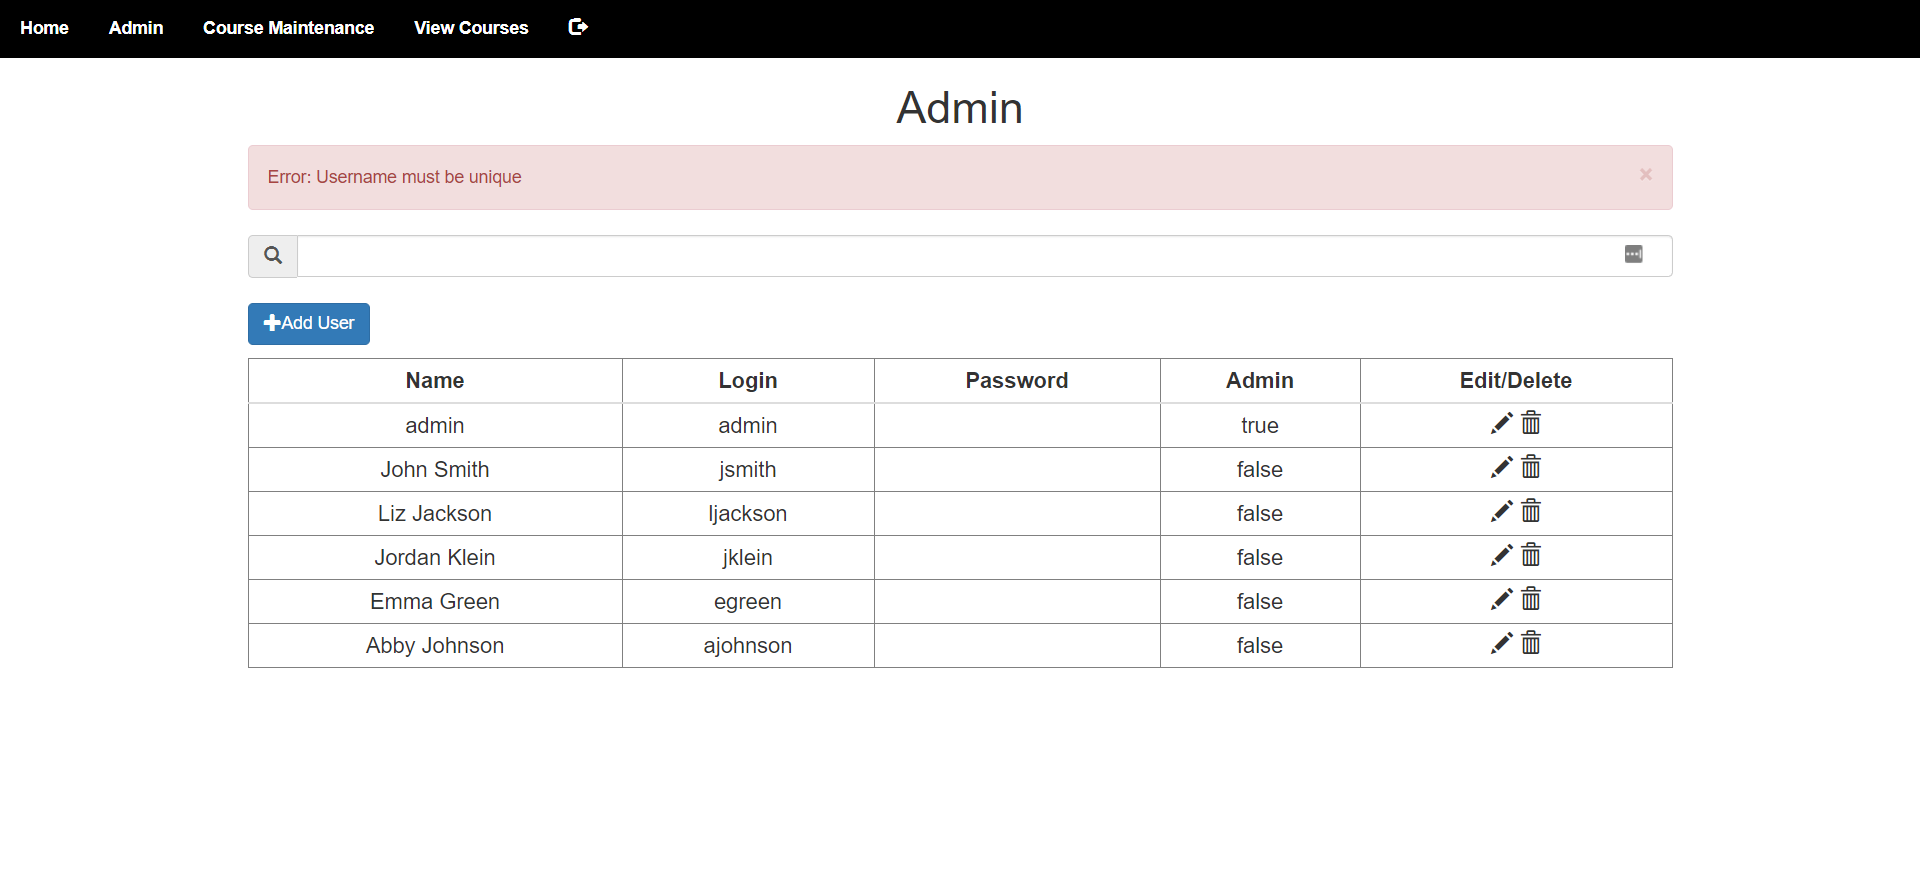 Home Admin Course Maintenance View Courses
Admin
Error: Username must be unique ×
Add User
Name Login Password Admin Edit/Delete
admin admin true
John Smith jsmith false
Liz Jackson ljackson false
Jordan Klein jklein false
Emma Green egreen false
Abby Johnson ajohnson false